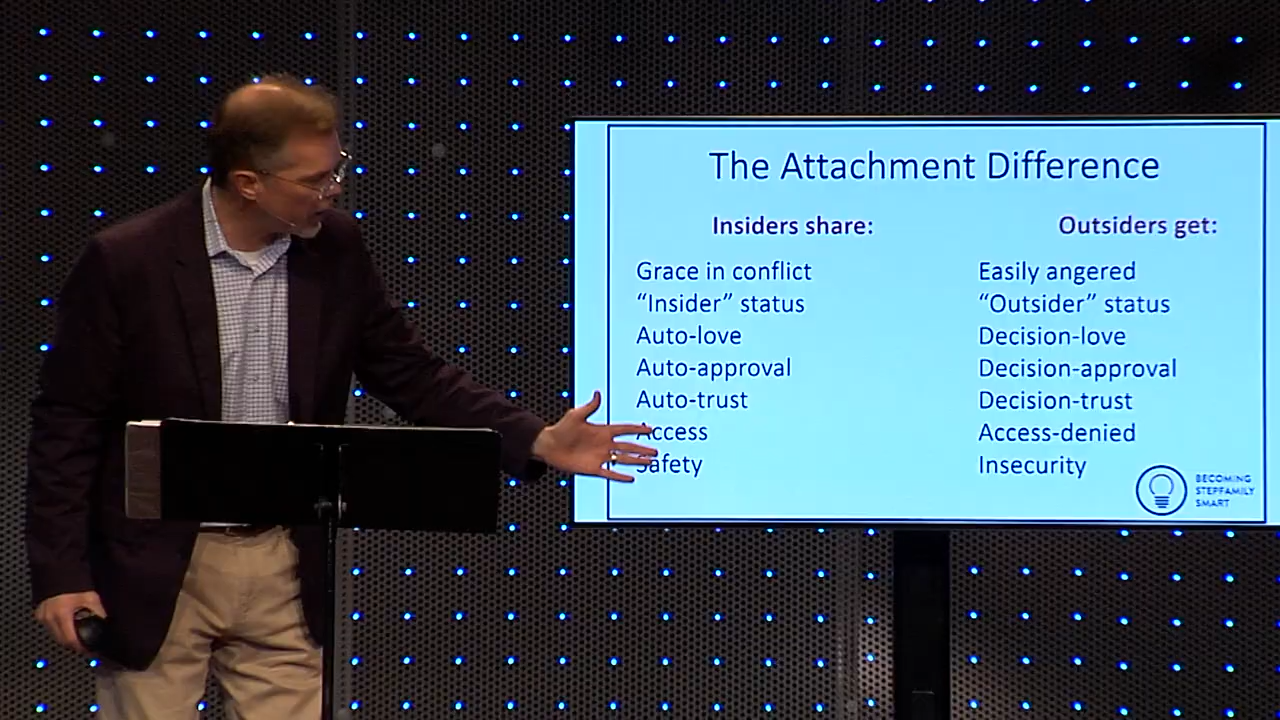 The Attachment Difference
Insiders share:
Grace in conflict
“Insider” status
Auto-love
Auto-approval
Auto-trust
Access
Safety
Outsiders get:
Easily angered
“Outsider” status
Decision-love
Decision-approval
Decision-trust
Access-denied
Insecurity
BECOMING
STEPFAMILY
SMART